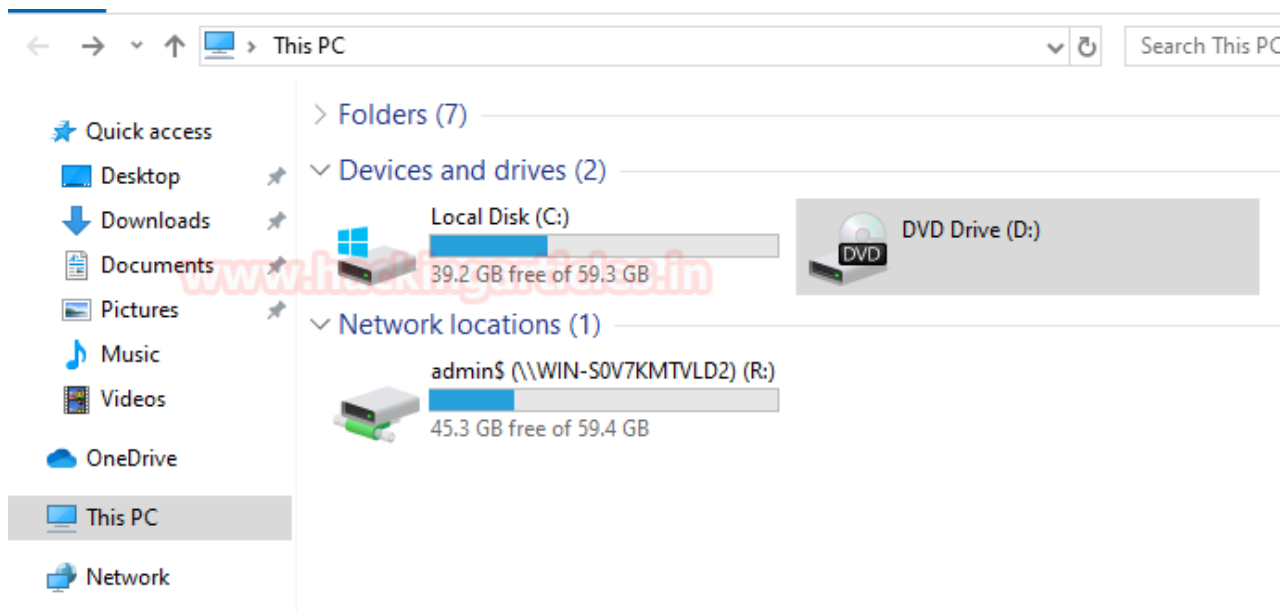 This PC
Search This PC
Quick access
Desktop
Downloads
Documents
Pictures
Music
Videos
OneDrive
This PC
Network
Folders (7)
Devices and drives (2)
Local Disk (C:)
39.2 GB free of 59.3 GB
DVD Drive (D:)
DVD
www.hackingarticles.in
Network locations (1)
admin$ (\\WIN-S0V7KMTVLD2) (R:)
45.3 GB free of 59.4 GB